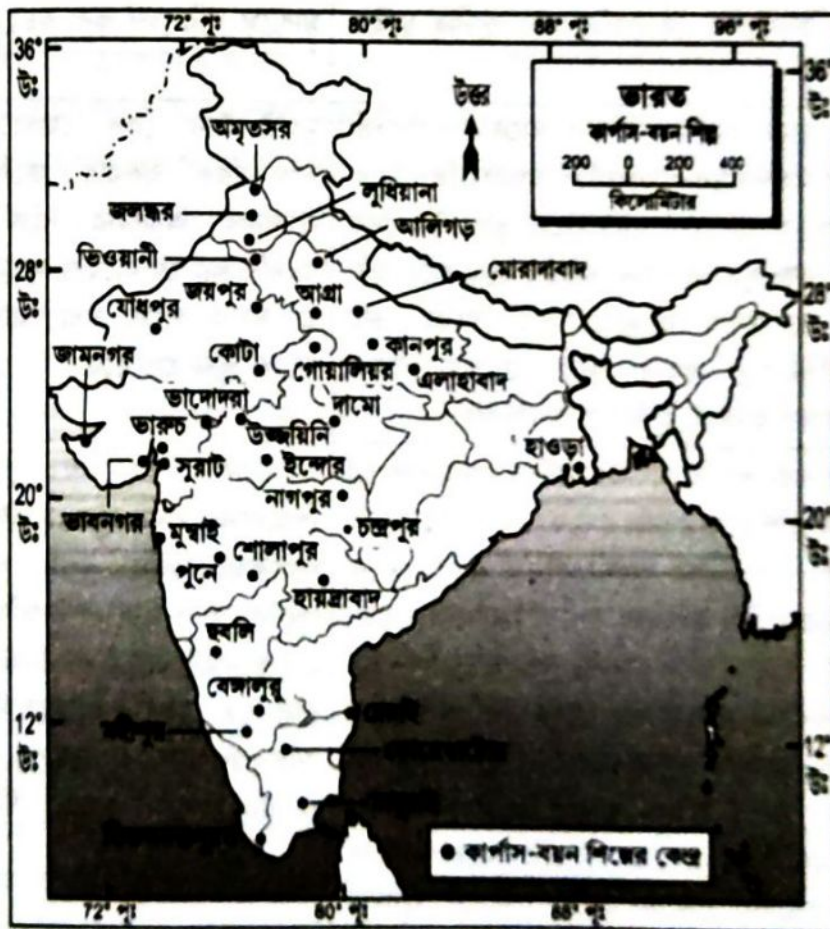 72° পূঃ 80° পূঃ 88° পূঃ 96° পূঃ
36° উঃ
36° উঃ
উত্তর
ভারত
কার্পাস-বয়ন শিল্প
200 0 200 400
কিলোমিটার
অমৃতসর
লুধিয়ানা
জলন্ধর
আলিগড়
ভিওয়ানী
মোরাদাবাদ
28° উঃ
28° উঃ
জয়পুর
আগ্রা
যোধপুর
কোটা
কানপুর
জামনগর
গোয়ালিয়র
এলাহাবাদ
ভাদোদরা
দামো
ভারুচ
উজ্জয়িনি
হাওড়া
সুরাট
ইন্দোর
নাগপুর
20° উঃ
20° উঃ
ভাবনগর
চন্দ্রপুর
মুম্বাই
শোলাপুর
পুনে
হায়দ্রাবাদ
হুবলি
বেঙ্গালুরু
12° উঃ
12° উঃ
কার্পাস-বয়ন শিল্পের কেন্দ্র
72° পূঃ 80° পূঃ 88° পূঃ